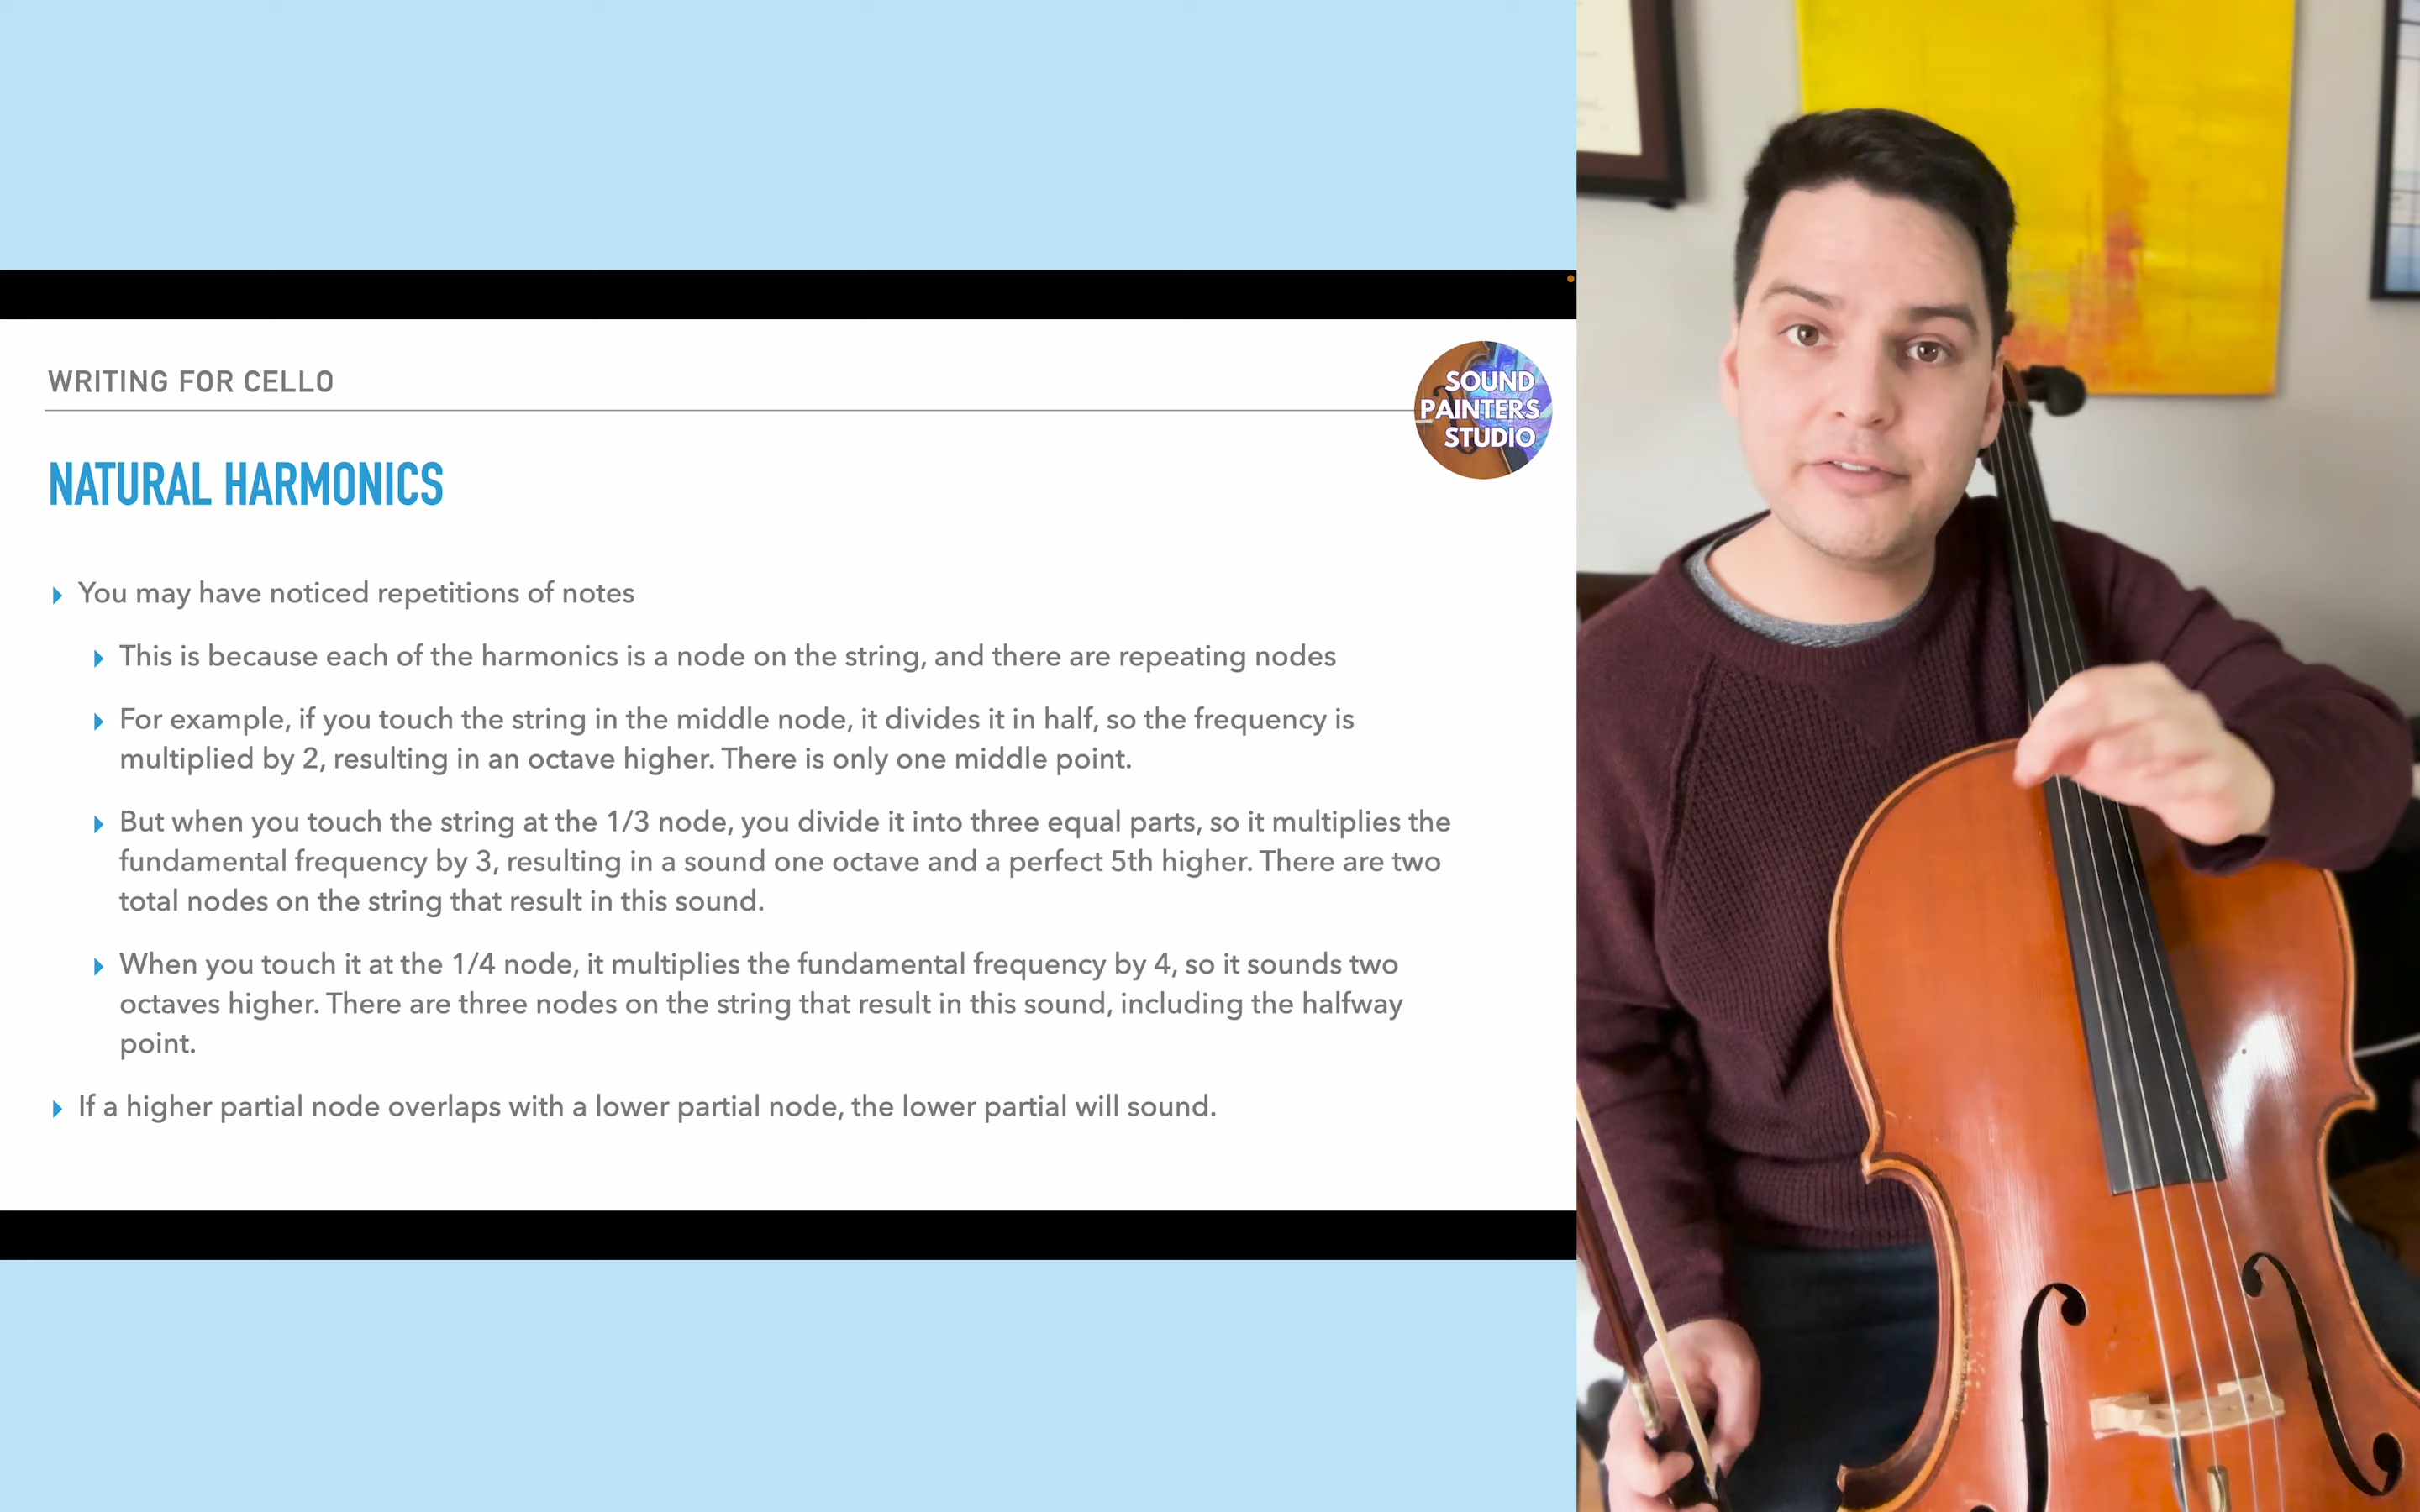 WRITING FOR CELLO
SOUND
PAINTERS
STUDIO
NATURAL HARMONICS
You may have noticed repetitions of notes
This is because each of the harmonics is a node on the string, and there are repeating nodes
For example, if you touch the string in the middle node, it divides it in half, so the frequency is
multiplied by 2, resulting in an octave higher. There is only one middle point.
But when you touch the string at the 1/3 node, you divide it into three equal parts, so it multiplies the
fundamental frequency by 3, resulting in a sound one octave and a perfect 5th higher. There are two
total nodes on the string that result in this sound.
When you touch it at the 1/4 node, it multiplies the fundamental frequency by 4, so it sounds two
octaves higher. There are three nodes on the string that result in this sound, including the halfway
point.
If a higher partial node overlaps with a lower partial node, the lower partial will sound.